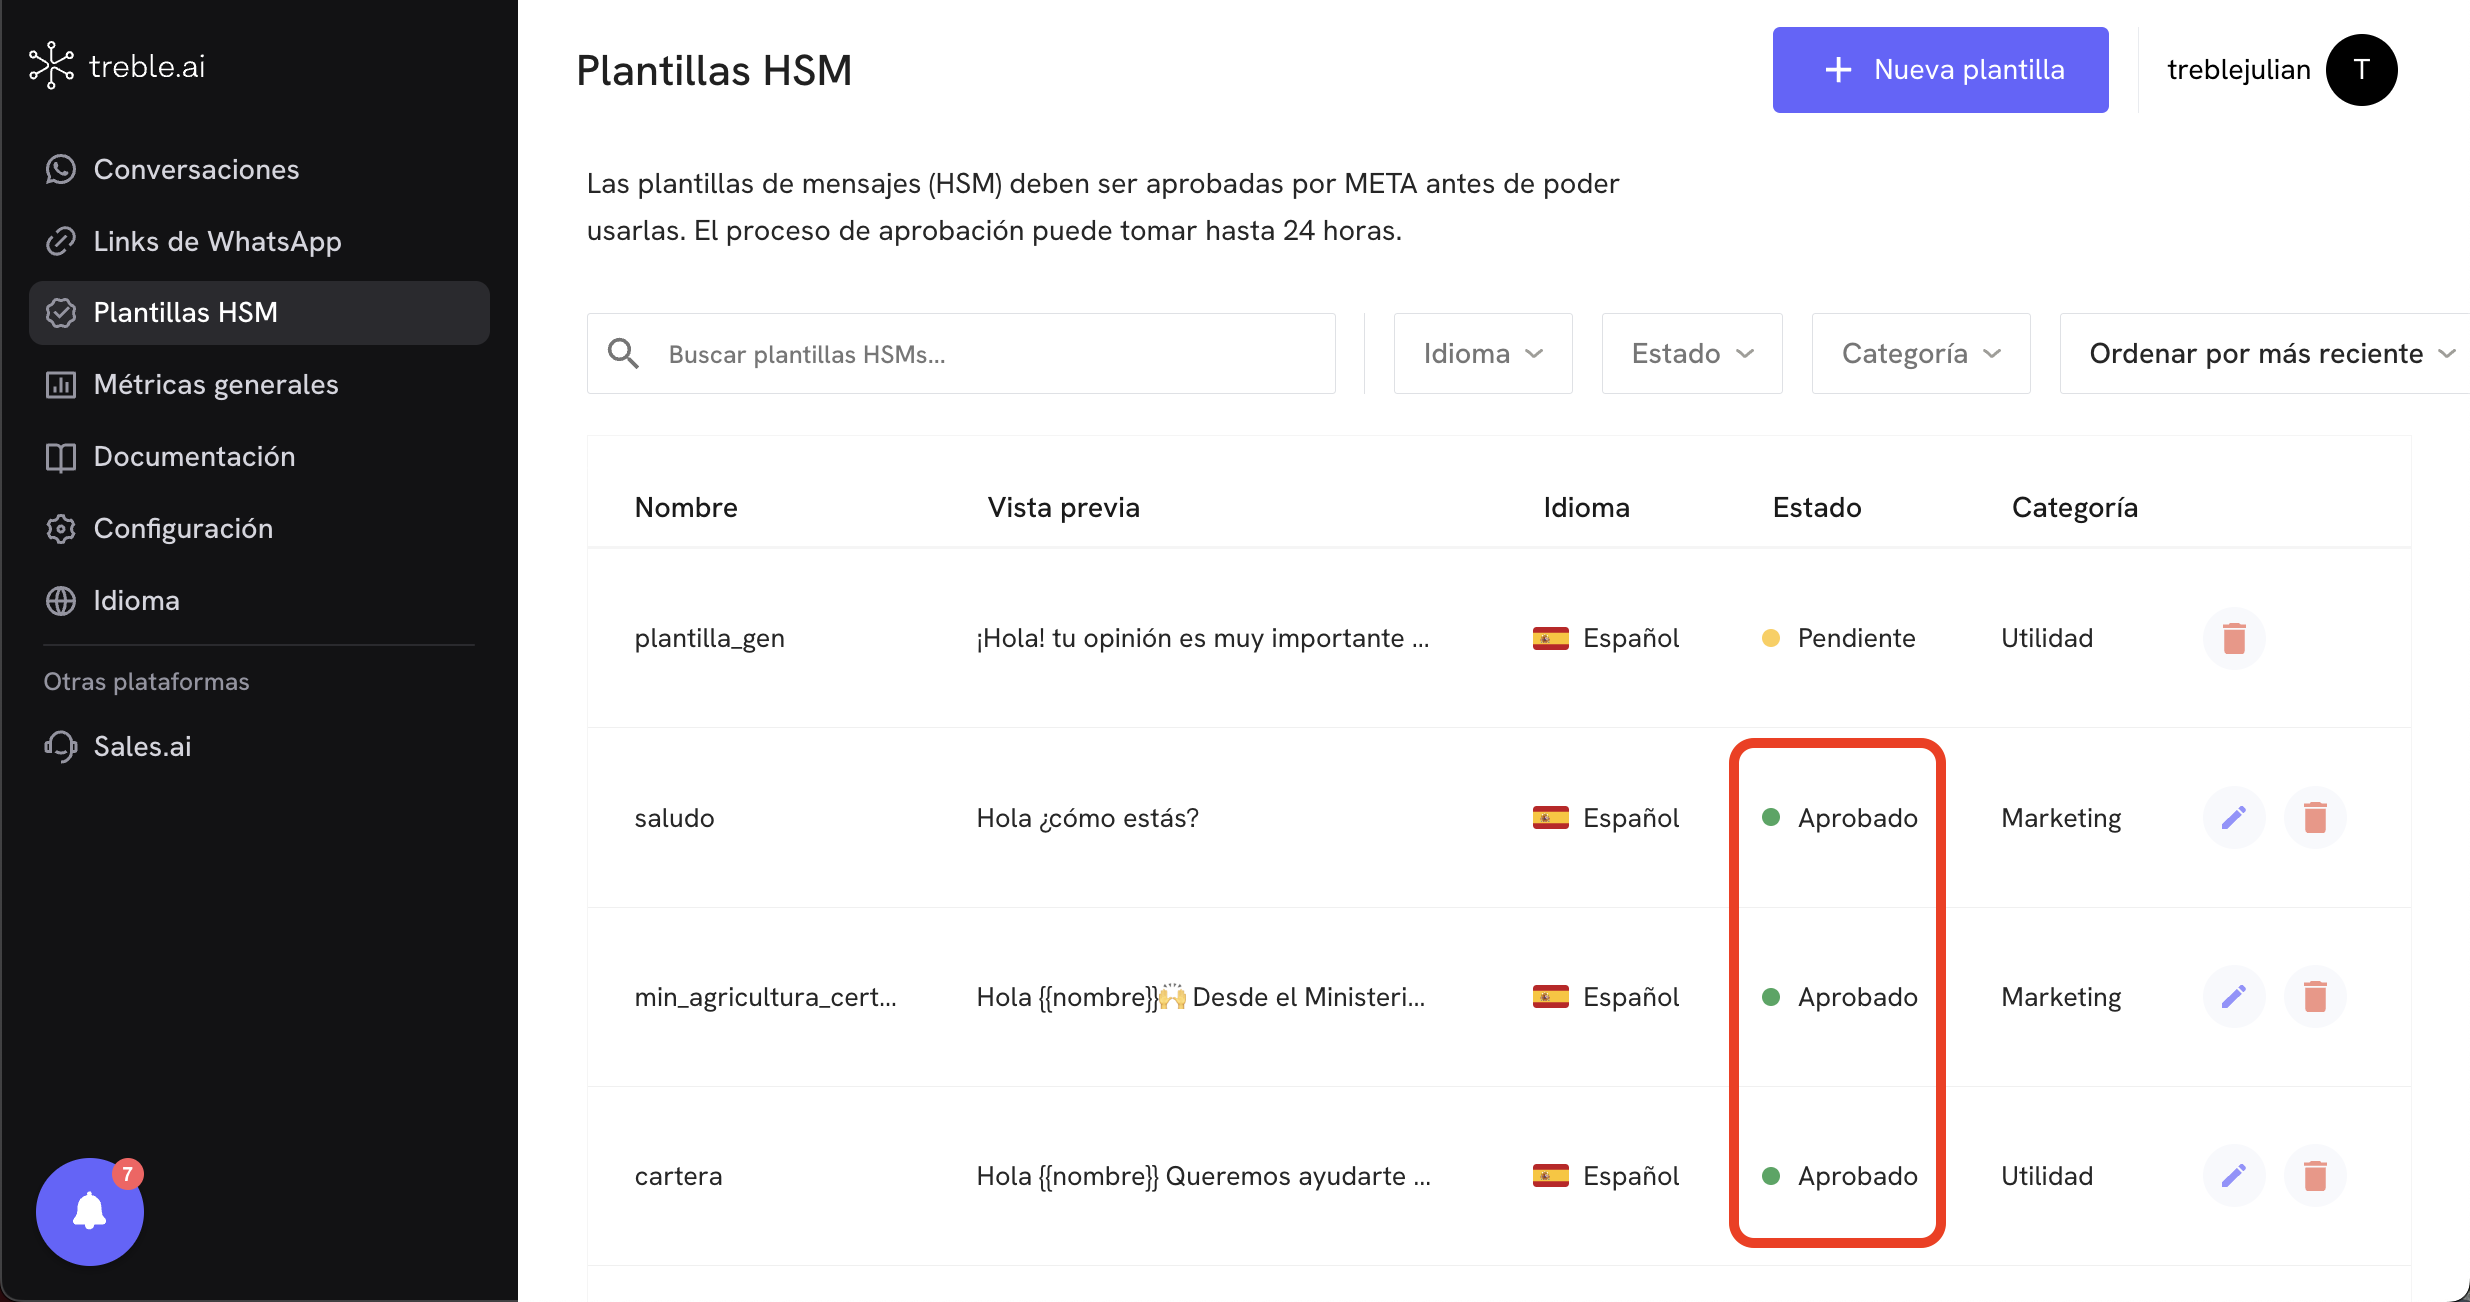 treble.ai
Conversaciones
Links de WhatsApp
Plantillas HSM
Métricas generales
Documentación
Configuración
Idioma
Otras plataformas
Sales.ai
7
Plantillas HSM
Nueva plantilla
treblejulian
T
Las plantillas de mensajes (HSM) deben ser aprobadas por META antes de poder
usarlas. El proceso de aprobación puede tomar hasta 24 horas.
Buscar plantillas HSMs...
Idioma
Estado
Categoría
Ordenar por más reciente
Nombre Vista previa Idioma Estado Categoría
plantilla_gen ¡Hola! tu opinión es muy importante ... Español Pendiente Utilidad
saludo Hola ¿cómo estás? Español Aprobado Marketing
min_agricultura_cert... Hola {{nombre}}🙌 Desde el Ministeri... Español Aprobado Marketing
cartera Hola {{nombre}} Queremos ayudarte ... Español Aprobado Utilidad